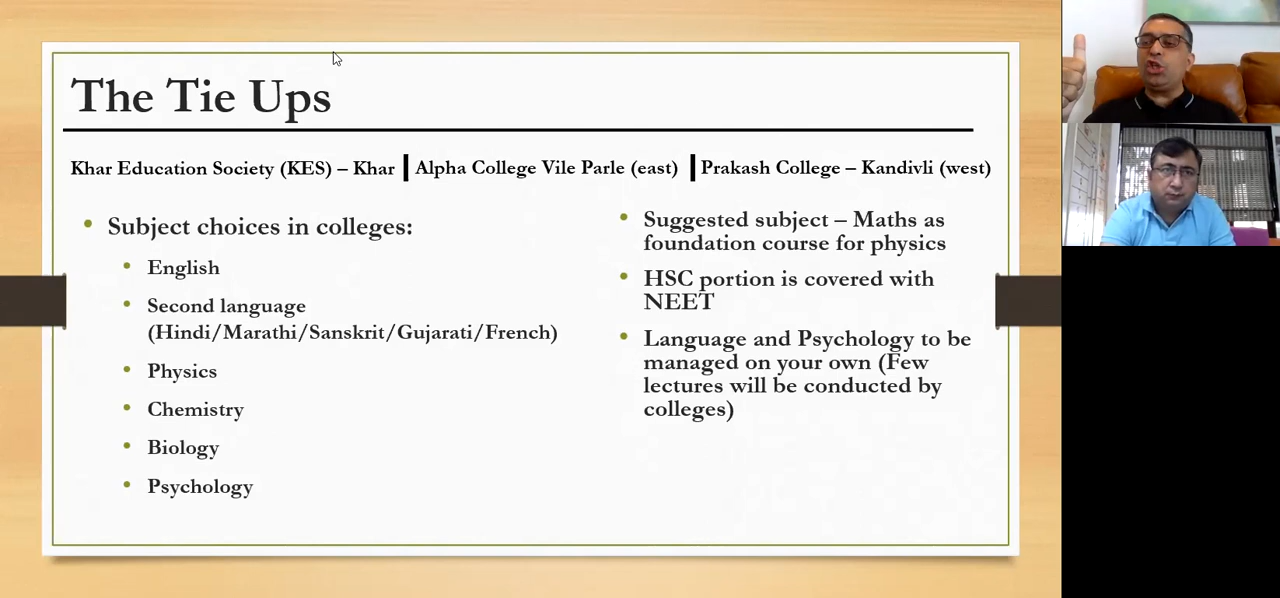 The Tie Ups
Khar Education Society (KES) – Khar | Alpha College Vile Parle (east) | Prakash College – Kandivli (west)
• Subject choices in colleges:
• English
• Second language
(Hindi/Marathi/Sanskrit/Gujarati/French)
• Physics
• Chemistry
• Biology
• Psychology
• Suggested subject – Maths as
foundation course for physics
• HSC portion is covered with
NEET
• Language and Psychology to be
managed on your own (Few
lectures will be conducted by
colleges)